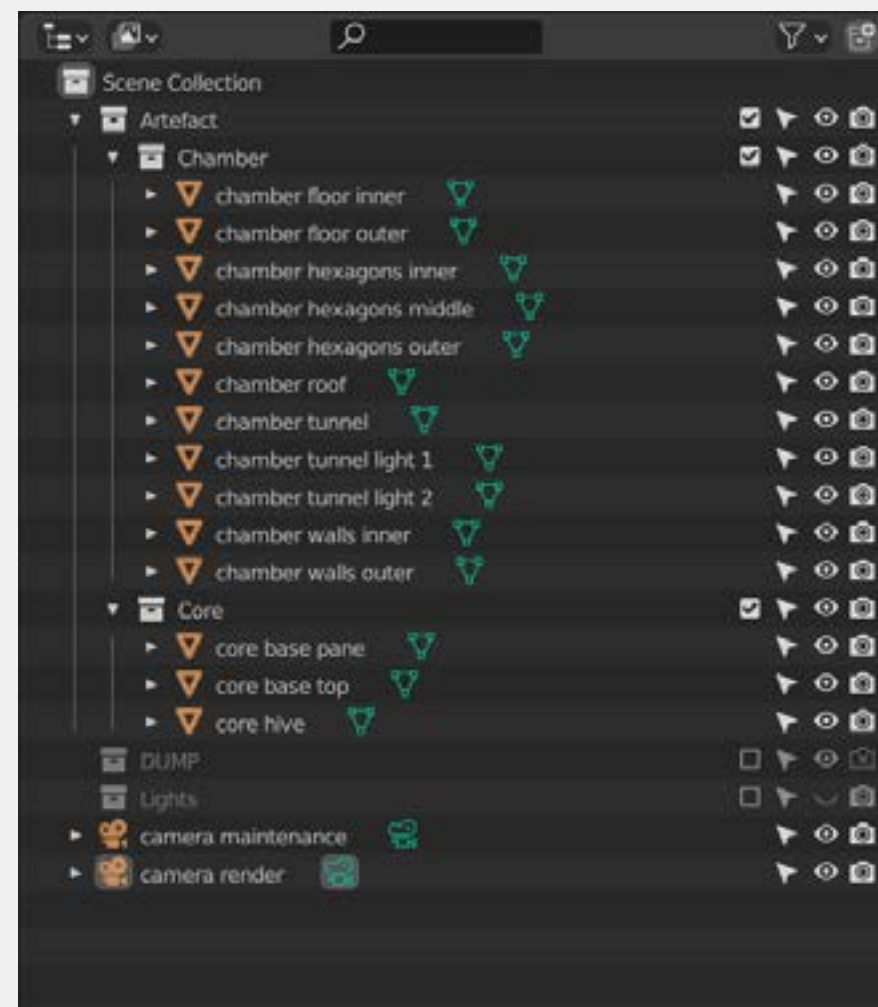 Scene Collection
Artefact
Chamber
chamber floor inner
chamber floor outer
chamber hexagons inner
chamber hexagons middle
chamber hexagons outer
chamber roof
chamber tunnel
chamber tunnel light 1
chamber tunnel light 2
chamber walls inner
chamber walls outer
Core
core base pane
core base top
core hive
DUMP
Lights
camera maintenance
camera render